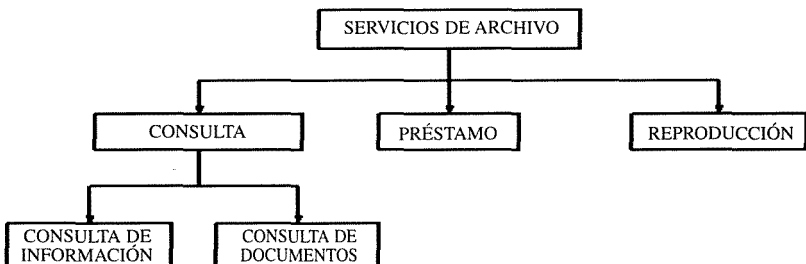 SERVICIOS DE ARCHIVO
CONSULTA
PRÉSTAMO
REPRODUCCIÓN
CONSULTA DE
INFORMACIÓN
CONSULTA DE
DOCUMENTOS